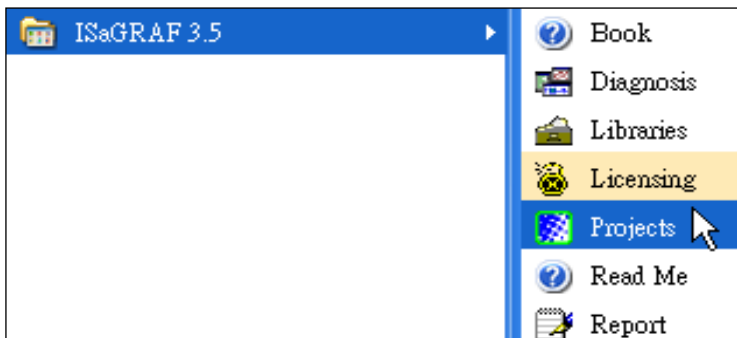 ISaGRAF 3.5
Book
Diagnosis
Libraries
Licensing
Projects
Read Me
Report